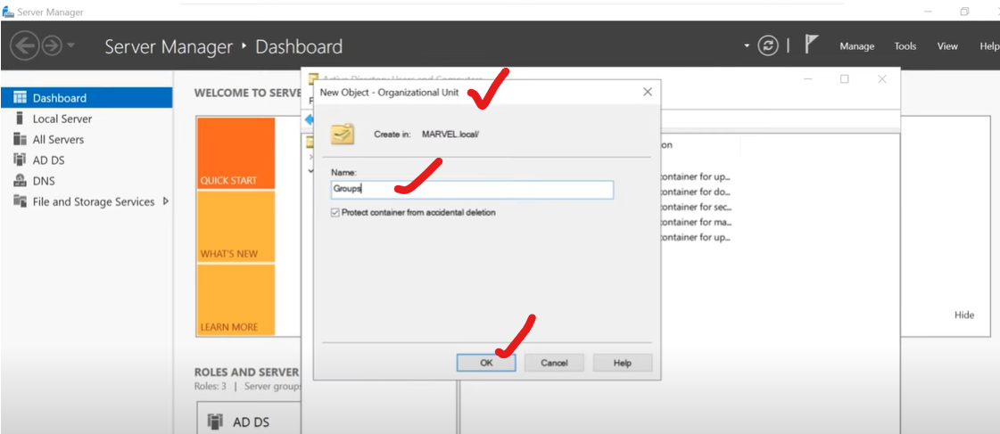 Server Manager
Server Manager • Dashboard
Manage Tools View Help
Dashboard
Local Server
All Servers
AD DS
DNS
File and Storage Services
WELCOME TO SERVE
QUICK START
WHAT'S NEW
LEARN MORE
Hide
ROLES AND SERVER
Roles: 3 | Server groups
AD DS
Active Directory Users and Computers
New Object - Organizational Unit
Create in: MARVEL.local/
Name:
Groups
Protect container from accidental deletion
OK Cancel Help
on
container for up...
container for do...
container for sec...
container for ma...
container for up...